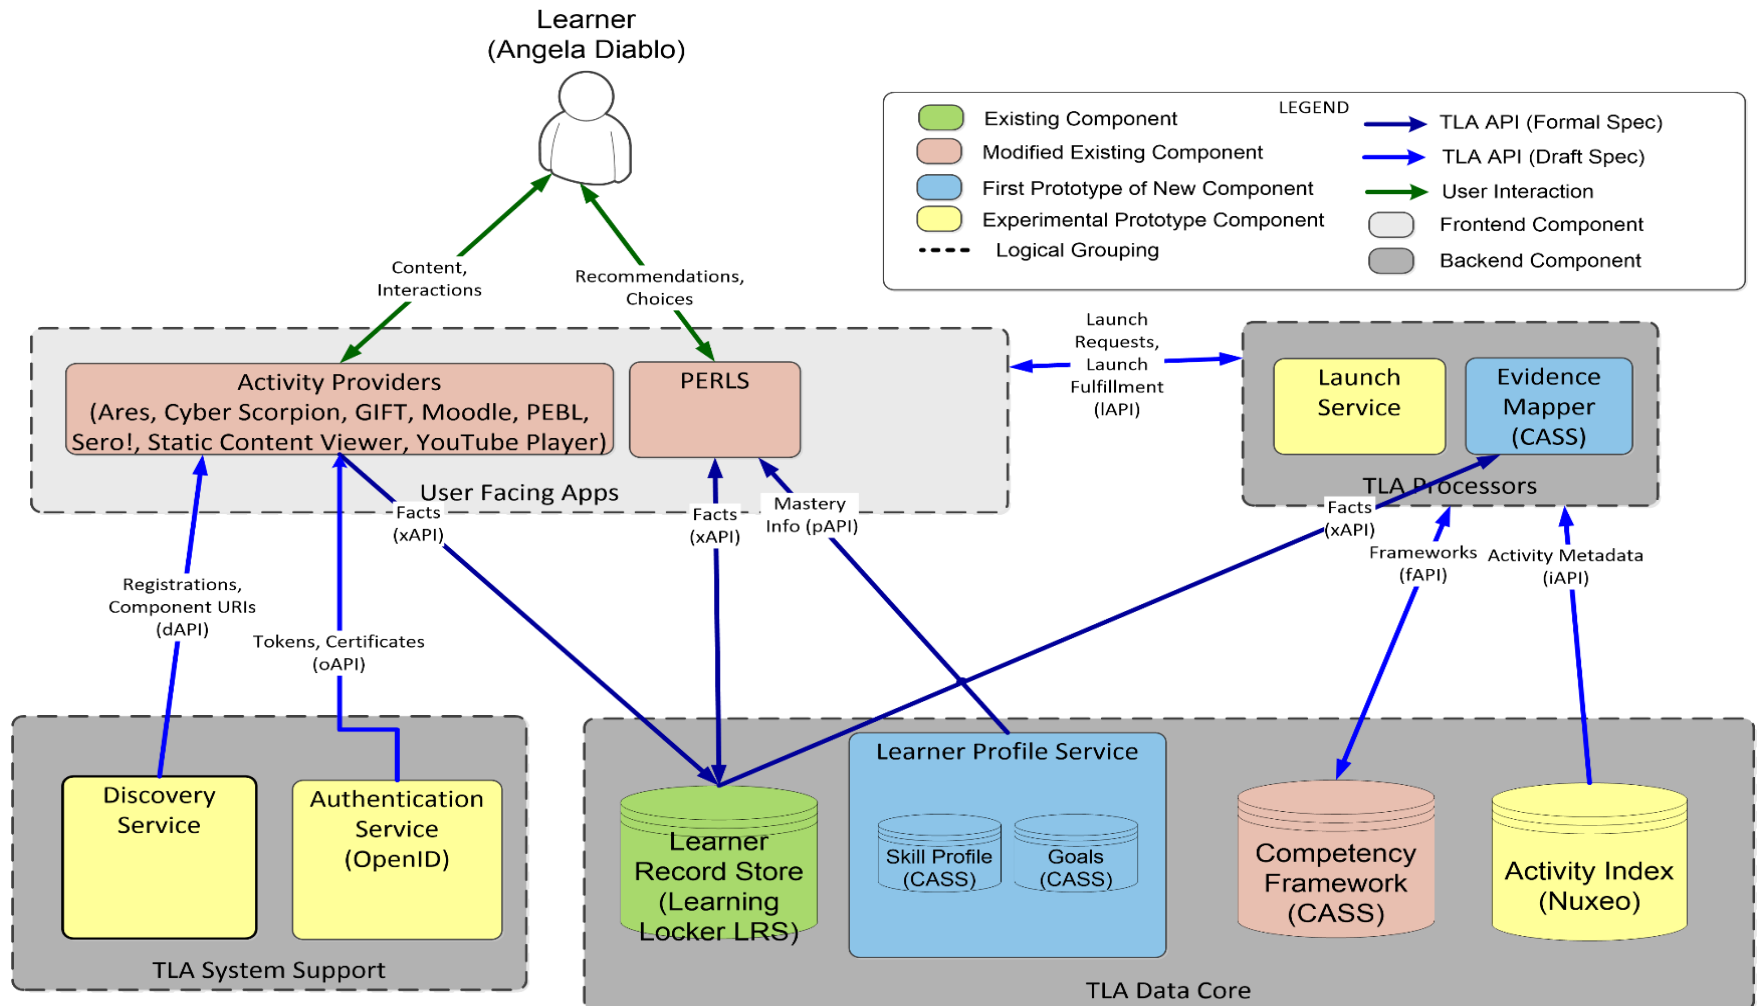 Learner
(Angela Diablo)
LEGEND
Existing Component
Modified Existing Component
First Prototype of New Component
Experimental Prototype Component
Logical Grouping
TLA API (Formal Spec)
TLA API (Draft Spec)
User Interaction
Frontend Component
Backend Component
Content,
Interactions
Recommendations,
Choices
Launch
Requests,
Launch
Fulfillment
(lAPI)
Activity Providers
(Ares, Cyber Scorpion, GIFT, Moodle, PEBL,
Sero!, Static Content Viewer, YouTube Player)
PERLS
User Facing Apps
Launch
Service
Evidence
Mapper
(CASS)
TLA Processors
Facts
(xAPI)
Facts
(xAPI)
Mastery
Info (pAPI)
Facts
(xAPI)
Frameworks
(fAPI)
Activity Metadata
(iAPI)
Registrations,
Component URIs
(dAPI)
Tokens, Certificates
(oAPI)
Discovery
Service
Authentication
Service
(OpenID)
TLA System Support
Learner
Record Store
(Learning
Locker LRS)
Learner Profile Service
Skill Profile
(CASS)
Goals
(CASS)
Competency
Framework
(CASS)
Activity Index
(Nuxeo)
TLA Data Core